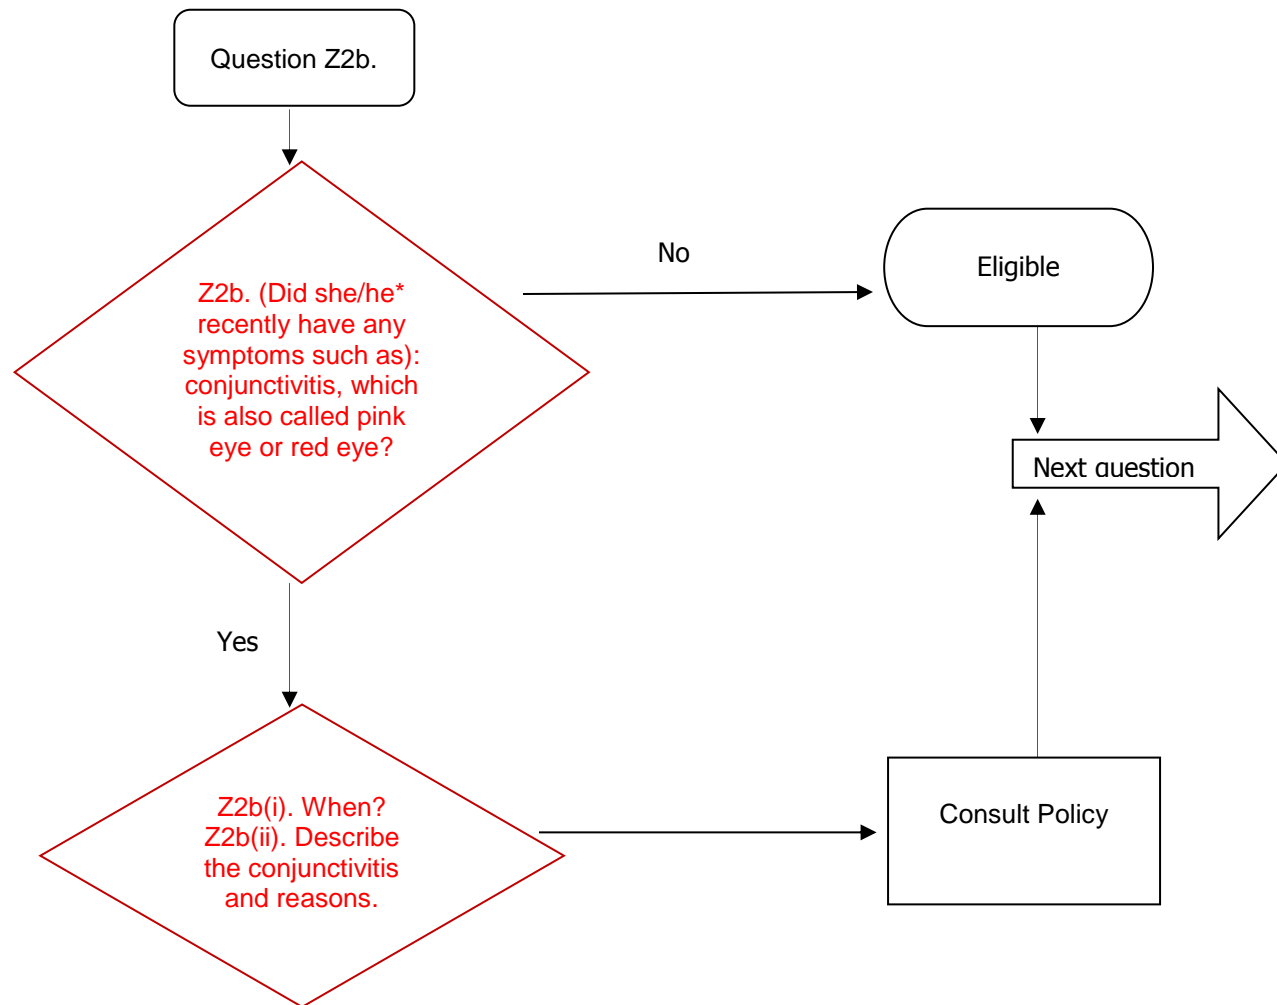 Question Z2b.
No
Eligible
Z2b. (Did she/he*
recently have any
symptoms such as):
conjunctivitis, which
is also called pink
eye or red eye?
Next question
Yes
Z2b(i). When?
Z2b(ii). Describe
the conjunctivitis
and reasons.
Consult Policy